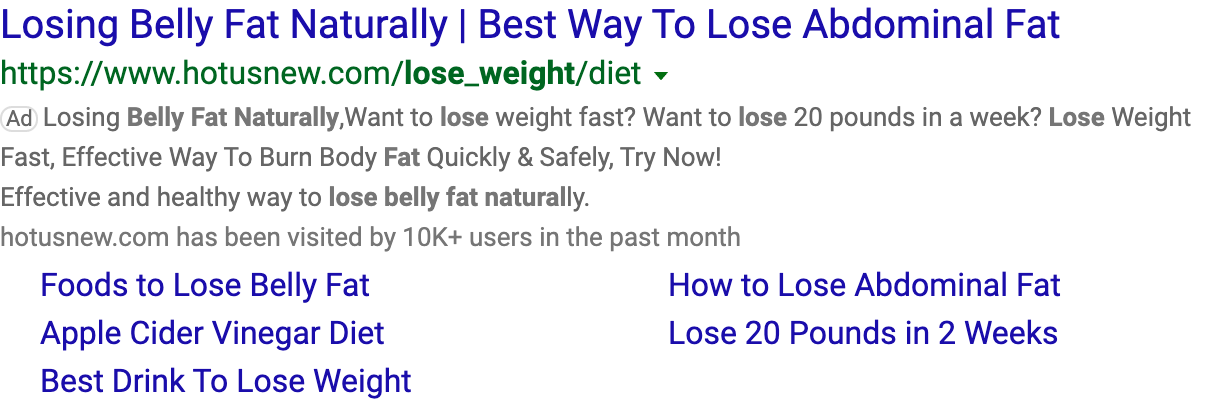 Losing Belly Fat Naturally | Best Way To Lose Abdominal Fat
https://www.hotusnew.com/lose_weight/diet
Ad Losing Belly Fat Naturally,Want to lose weight fast? Want to lose 20 pounds in a week? Lose Weight
Fast, Effective Way To Burn Body Fat Quickly & Safely, Try Now!
Effective and healthy way to lose belly fat naturally.
hotusnew.com has been visited by 10K+ users in the past month
Foods to Lose Belly Fat
How to Lose Abdominal Fat
Apple Cider Vinegar Diet
Lose 20 Pounds in 2 Weeks
Best Drink To Lose Weight